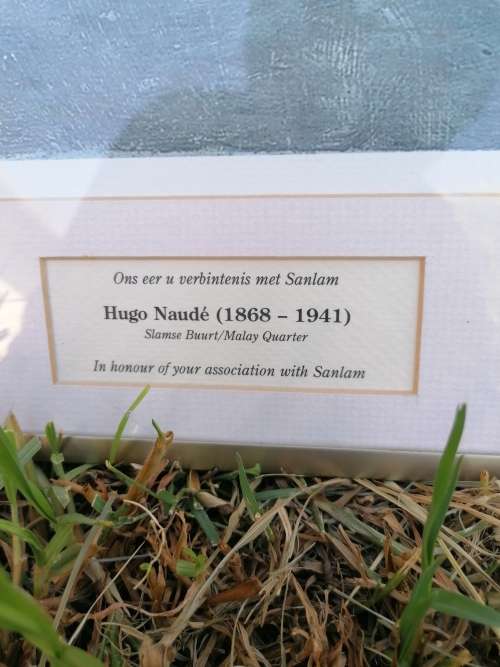 Ons eer u verbintenis met Sanlam
Hugo Naudé (1868 – 1941)
Slamse Buurt/Malay Quarter
In honour of your association with Sanlam